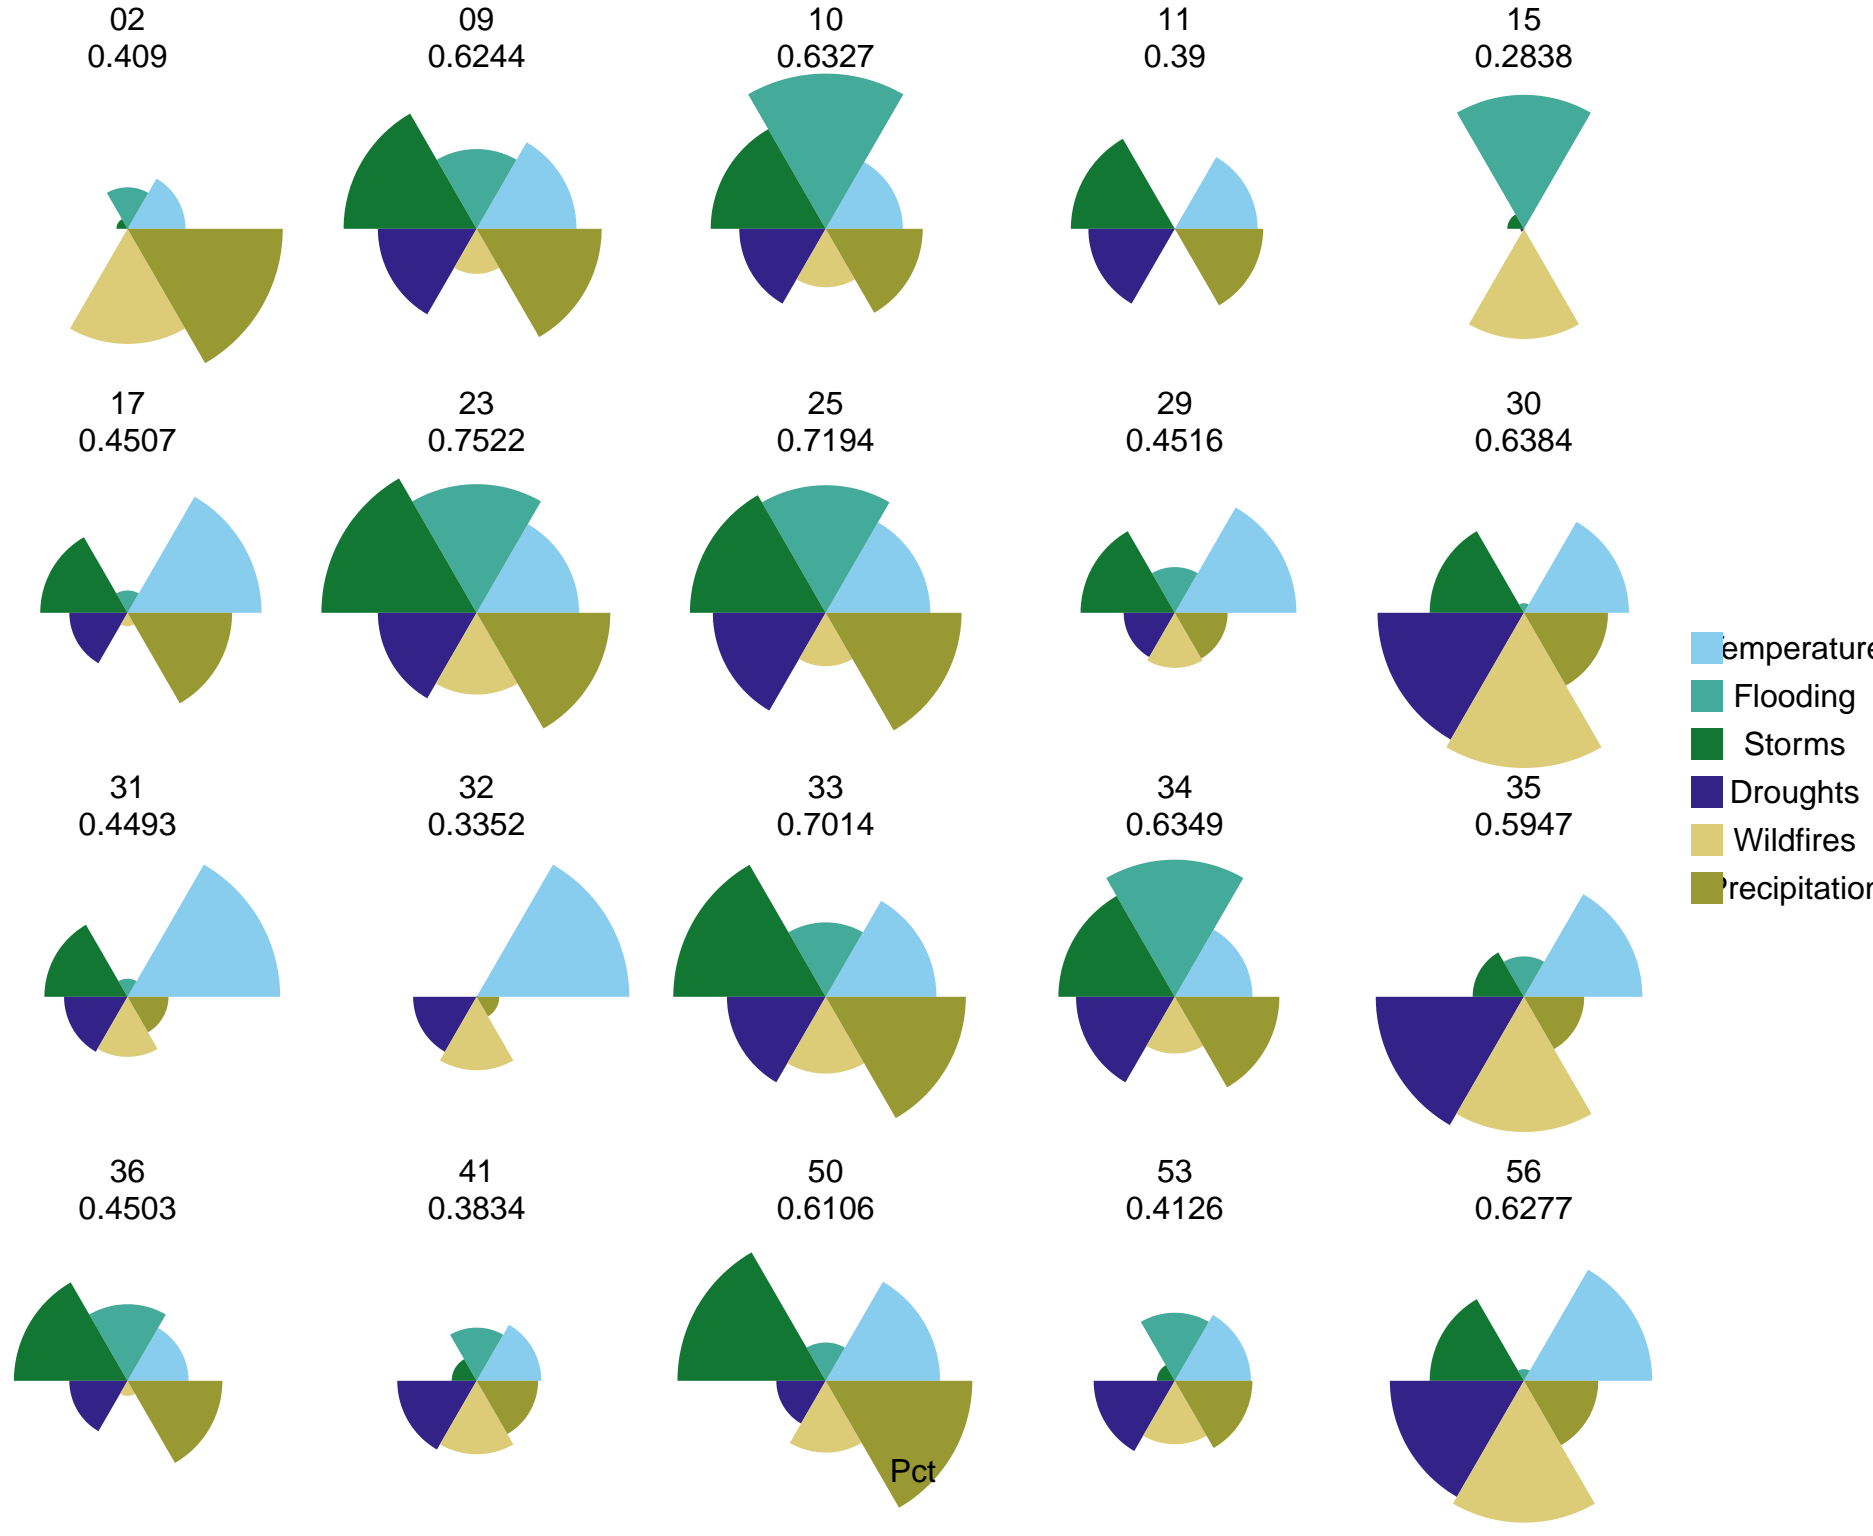 02 09 10 11 15
0.409 0.6244 0.6327 0.39 0.2838
17 23 25 29 30
0.4507 0.7522 0.7194 0.4516 0.6384
emperature
Flooding
Storms
Droughts
Wildfires
Precipitation
31 32 33 34 35
0.4493 0.3352 0.7014 0.6349 0.5947
36 41 50 53 56
0.4503 0.3834 0.6106 0.4126 0.6277
Pct